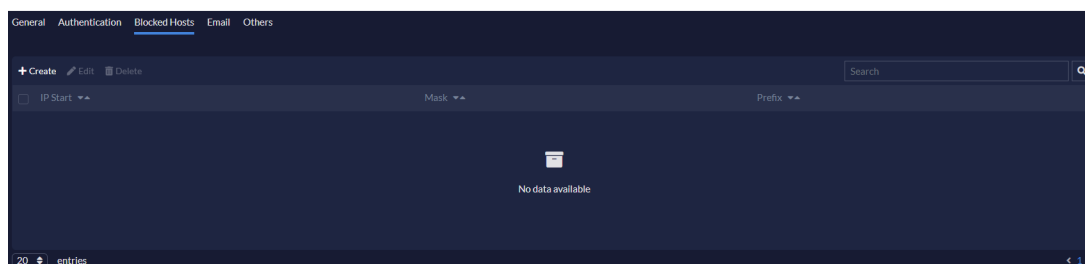 General Authentication Blocked Hosts Email Others
Create Edit Delete Search
IP Start Mask Prefix
No data available
20 entries 1